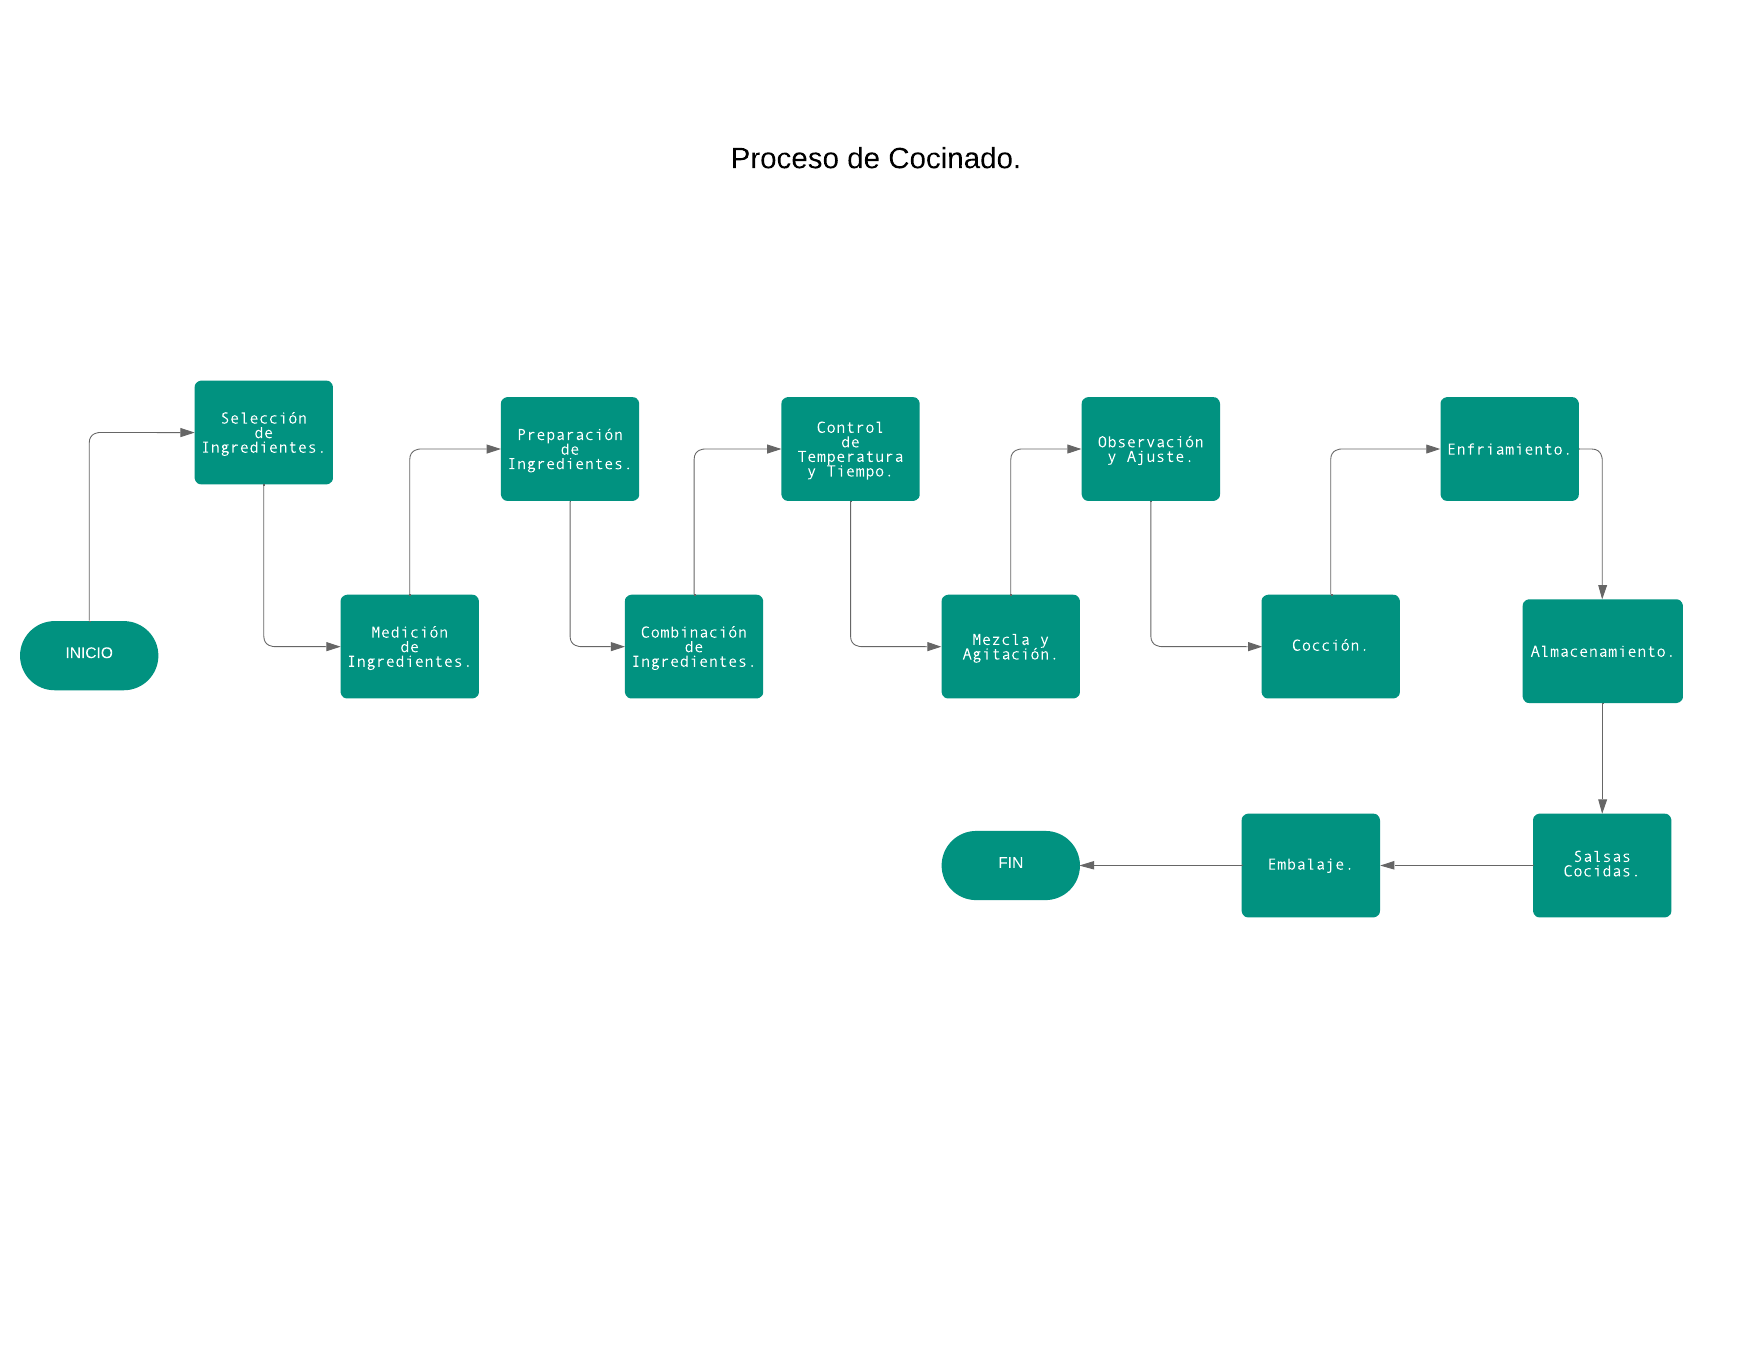 Proceso de Cocinado.
INICIO
Selección
de
Ingredientes.
Medición
de
Ingredientes.
Preparación
de
Ingredientes.
Combinación
de
Ingredientes.
Control
de
Temperatura
y Tiempo.
Mezcla y
Agitación.
Observación
y Ajuste.
Cocción.
Enfriamiento.
Almacenamiento.
Salsas
Cocidas.
Embalaje.
FIN